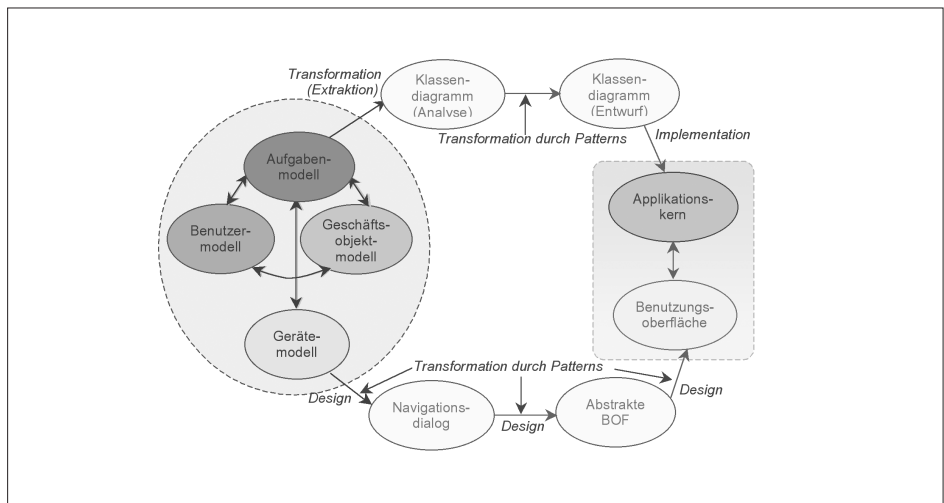 Transformation
(Extraktion)
Klassen-
diagramm
(Analyse)
Klassen-
diagramm
(Entwurf)
Transformation durch Patterns
Implementation
Aufgaben-
modell
Benutzer-
modell
Geschäfts-
objekt-
modell
Geräte-
modell
Applikations-
kern
Benutzungs-
oberfläche
Transformation durch Patterns
Design
Navigations-
dialog
Design
Abstrakte
BOF
Design